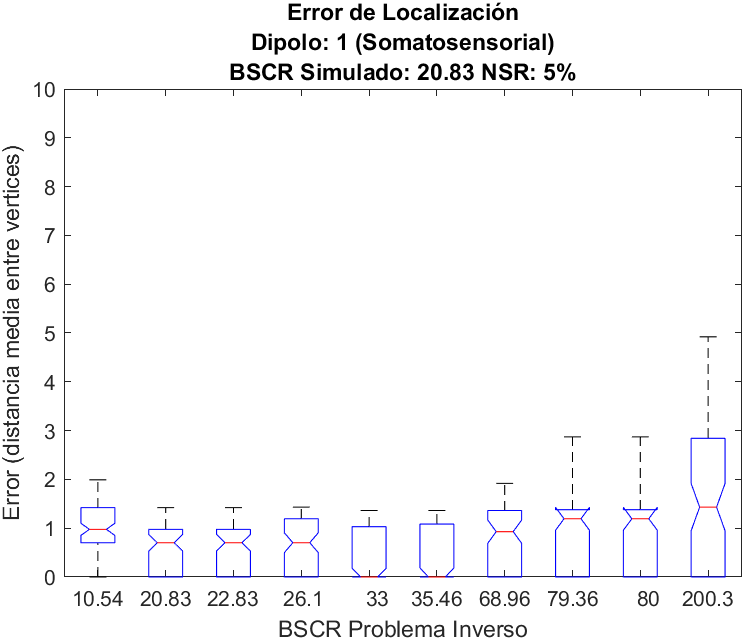 Error de Localización
Dipolo: 1 (Somatosensorial)
BSCR Simulado: 20.83 NSR: 5%
Error (distancia media entre vertices)
10
9
8
7
6
5
4
3
2
1
0
10.54 20.83 22.83 26.1 33 35.46 68.96 79.36 80 200.3
BSCR Problema Inverso